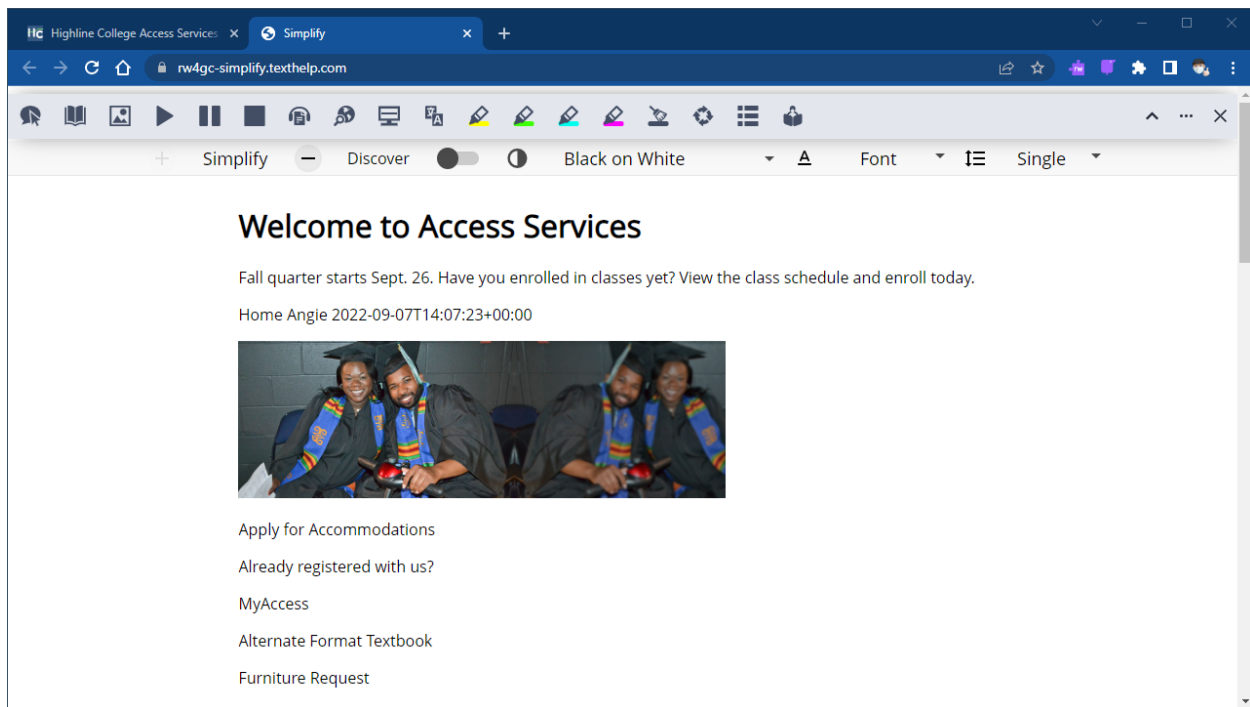 Highline College Access Services
Simplify
rw4gc-simplify.texthelp.com
Simplify Discover Black on White A Font Single
Welcome to Access Services
Fall quarter starts Sept. 26. Have you enrolled in classes yet? View the class schedule and enroll today.
Home Angie 2022-09-07T14:07:23+00:00
Apply for Accommodations
Already registered with us?
MyAccess
Alternate Format Textbook
Furniture Request